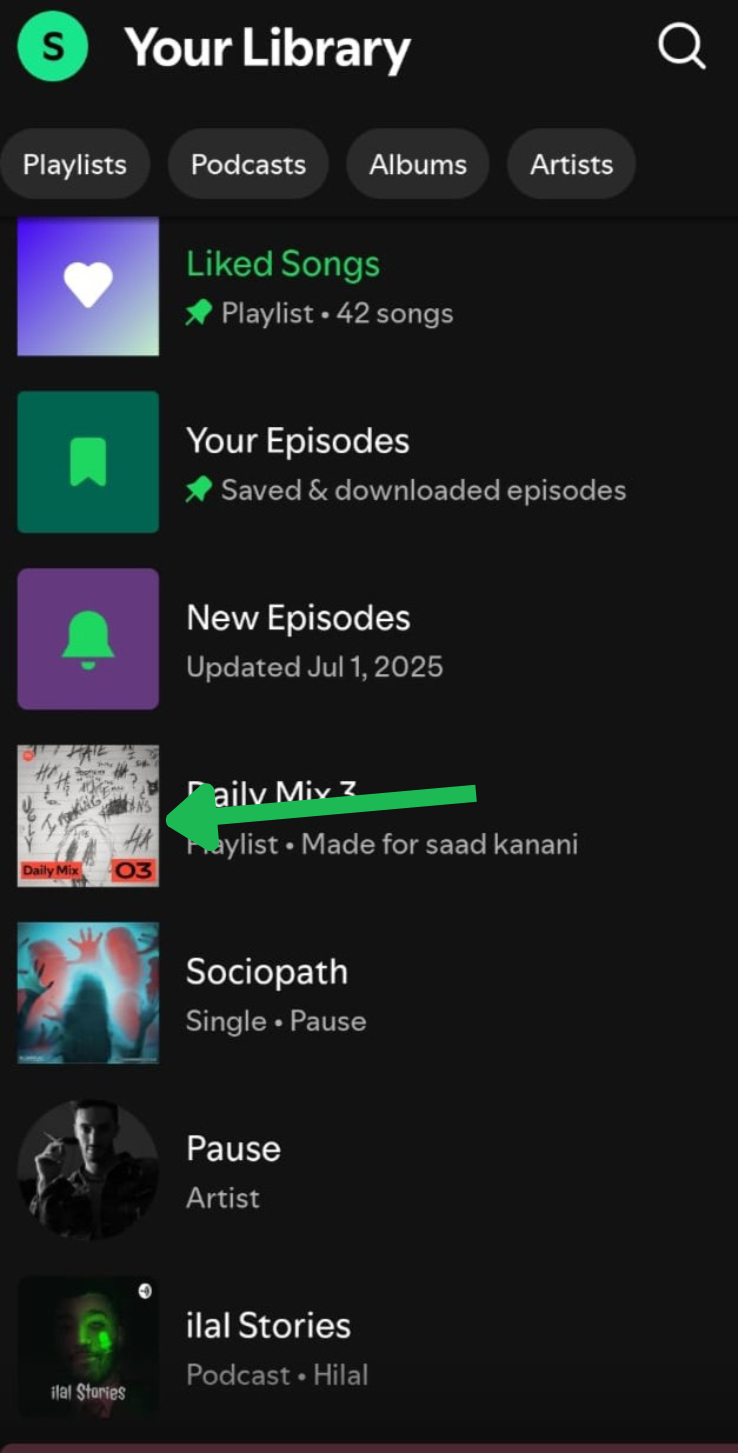 S
Your Library
Playlists
Podcasts
Albums
Artists
Liked Songs
Playlist • 42 songs
Your Episodes
Saved & downloaded episodes
New Episodes
Updated Jul 1, 2025
Daily Mix
03
Daily Mix 3
Playlist • Made for saad kanani
Sociopath
Single • Pause
Pause
Artist
ilal Stories
ilal Stories
Podcast • Hilal